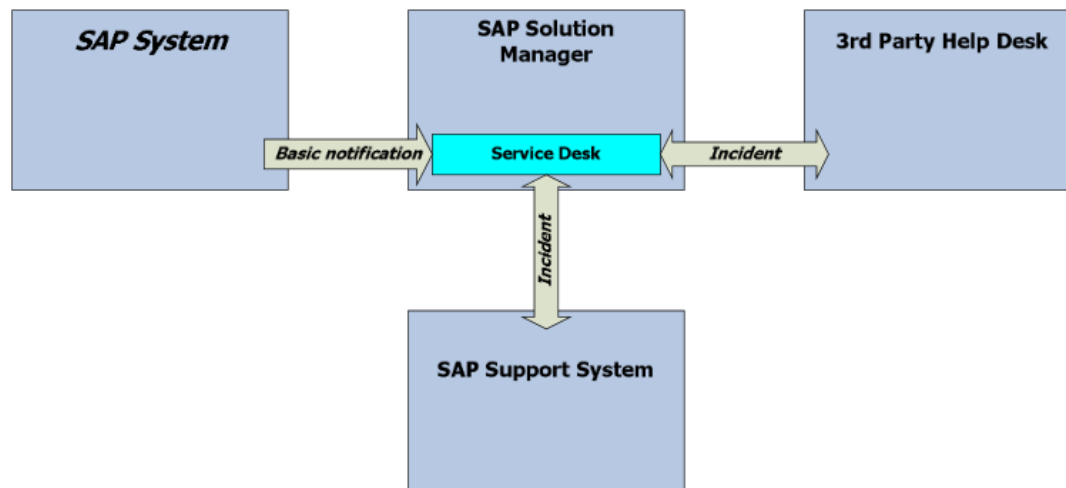 SAP System
SAP Solution
Manager
3rd Party Help Desk
Basic notification
Service Desk
Incident
Incident
SAP Support System